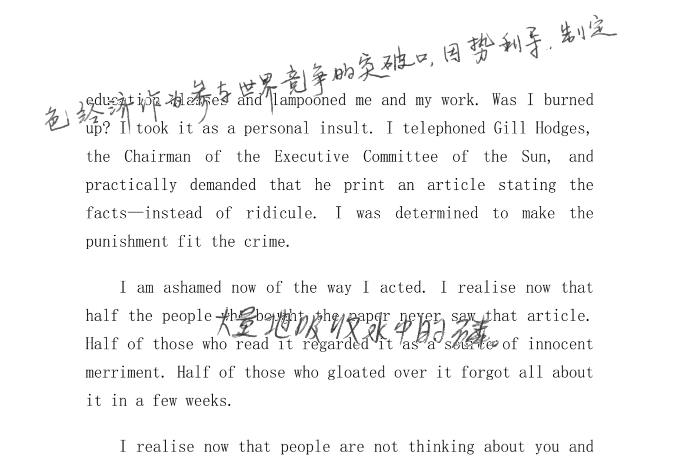 色经济作为参与世界竞争的突破口,因势利导,制定
education classes and lampooned me and my work. Was I burned
up? I took it as a personal insult. I telephoned Gill Hodges,
the Chairman of the Executive Committee of the Sun, and
practically demanded that he print an article stating the
facts—instead of ridicule. I was determined to make the
punishment fit the crime.
I am ashamed now of the way I acted. I realise now that
half the people who bought the paper never saw that article.
大量地吸收水中的磷。
Half of those who read it regarded it as a source of innocent
merriment. Half of those who gloated over it forgot all about
it in a few weeks.
I realise now that people are not thinking about you and